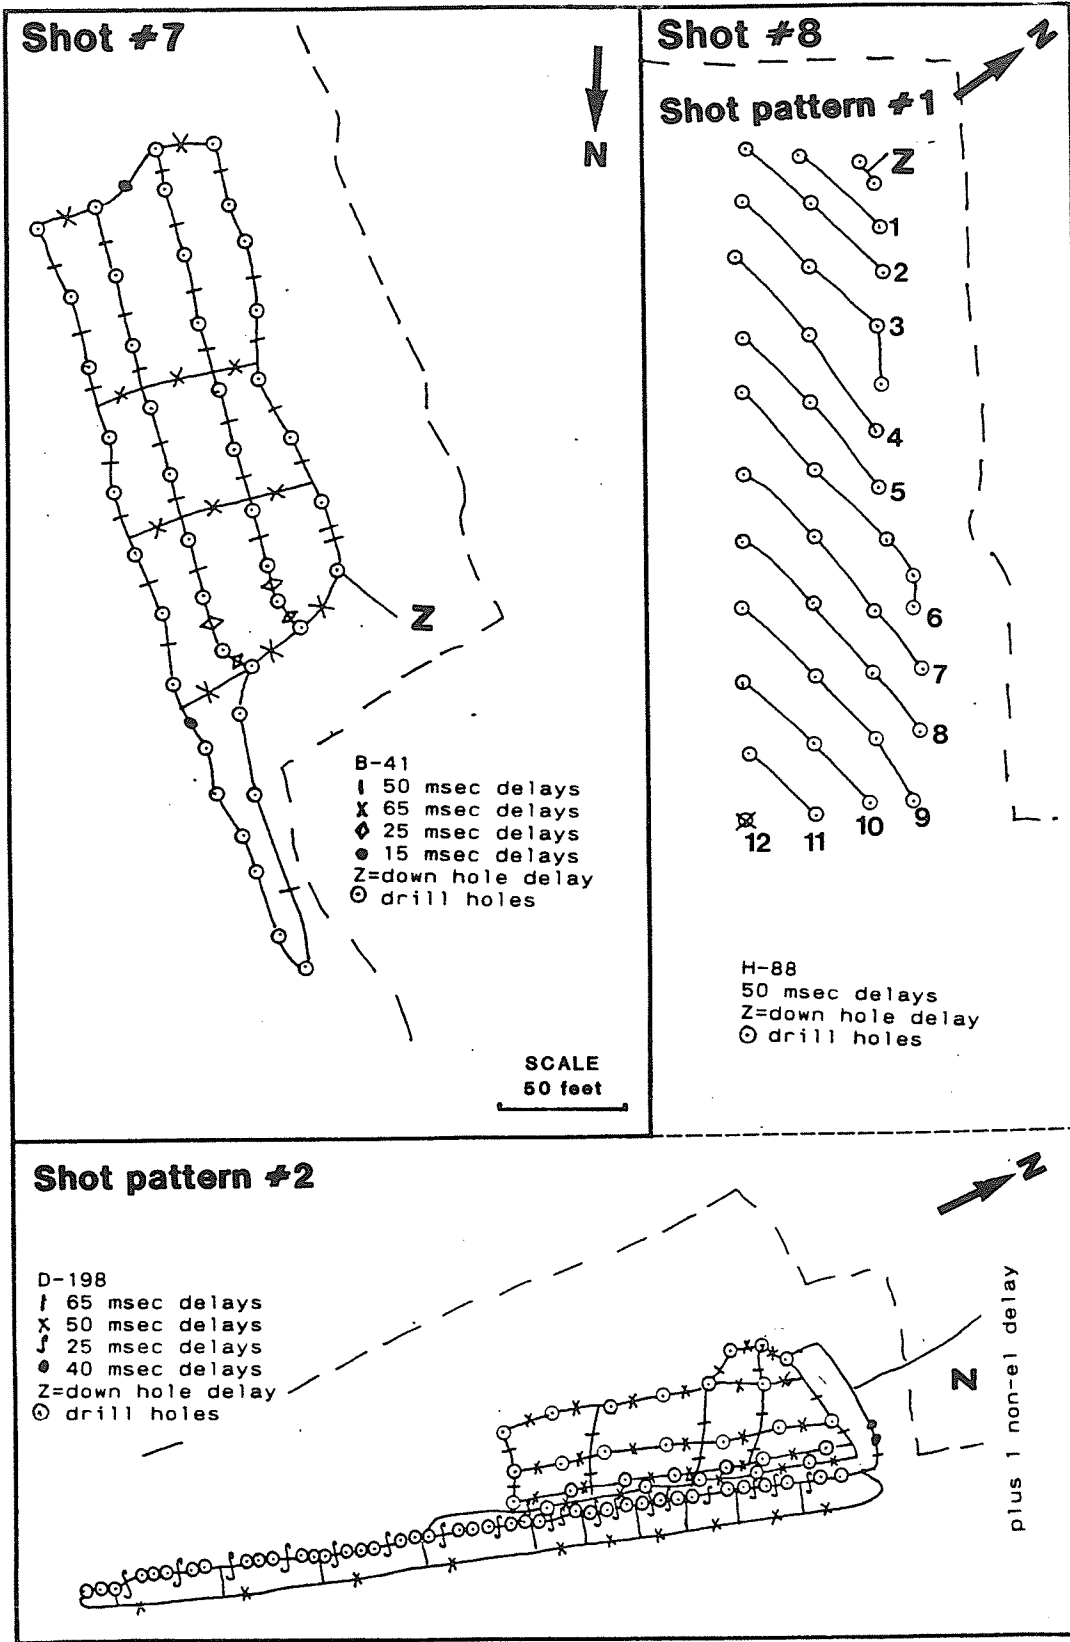 Shot #7
N
Z
B-41
50 msec delays
X 65 msec delays
◊ 25 msec delays
● 15 msec delays
Z=down hole delay
⊙ drill holes
SCALE
50 feet
Shot #8
N
Shot pattern #1
Z
1
2
3
4
5
6
7
8
9
10
11
12
H-88
50 msec delays
Z=down hole delay
⊙ drill holes
Shot pattern #2
N
D-198
65 msec delays
x 50 msec delays
∫ 25 msec delays
● 40 msec delays
Z=down hole delay
⊙ drill holes
Z
plus 1 non-el delay